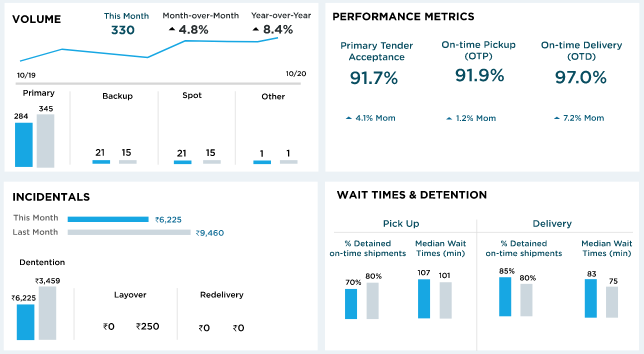 VOLUME
This Month
330
Month-over-Month
4.8%
Year-over-Year
8.4%
10/19
10/20
Primary
284
345
Backup
21
15
Spot
21
15
Other
1
1
PERFORMANCE METRICS
Primary Tender
Acceptance
91.7%
4.1% Mom
On-time Pickup
(OTP)
91.9%
1.2% Mom
On-time Delivery
(OTD)
97.0%
7.2% Mom
INCIDENTALS
This Month
₹6,225
Last Month
₹9,460
Dentention
₹6,225
₹3,459
Layover
₹0
₹250
Redelivery
₹0
₹0
WAIT TIMES & DETENTION
Pick Up
% Detained
on-time shipments
70%
80%
Median Wait
Times (min)
107
101
Delivery
% Detained
on-time shipments
85%
80%
Median Wait
Times (min)
83
75